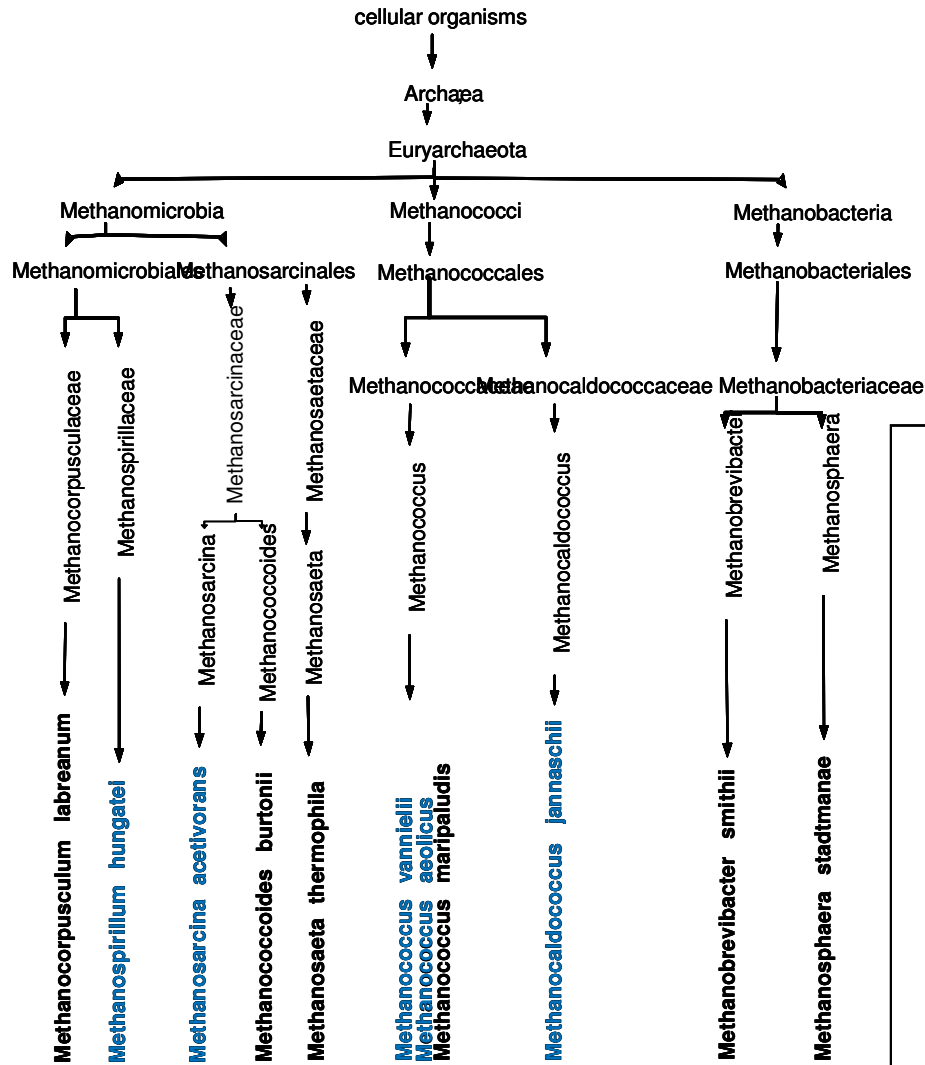 cellular organisms
Archaea
Euryarchaeota
Methanomicrobia
Methanococci
Methanobacteria
Methanomicrobiales
Methanosarcinales
Methanococcales
Methanobacteriales
Methanocorpusculaceae
Methanospirillaceae
Methanosarcinaceae
Methanosaetaceae
Methanococcaceae
Methanocaldococcaceae
Methanobacteriaceae
Methanosarcina
Methanococcoides
Methanosaeta
Methanococcus
Methanocaldococcus
Methanobrevibacter
Methanosphaera
Methanocorpusculum labreanum
Methanospirillum hungatei
Methanosarcina acetivorans
Methanococcoides burtonii
Methanosaeta thermophila
Methanococcus vannielii
Methanococcus aeolicus
Methanococcus maripaludis
Methanocaldococcus jannaschii
Methanobrevibacter smithii
Methanosphaera stadtmanae